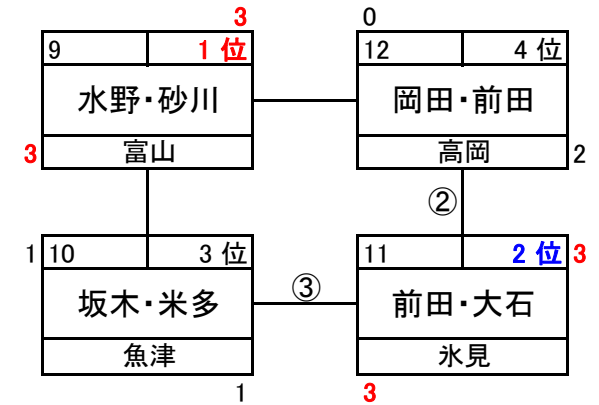 3 0
9 1位 12 4位
水野・砂川 岡田・前田
3 富山 高岡 2
②
1 10 3位 11 2位 3
坂木・米多 ③ 前田・大石
魚津 氷見
1 3